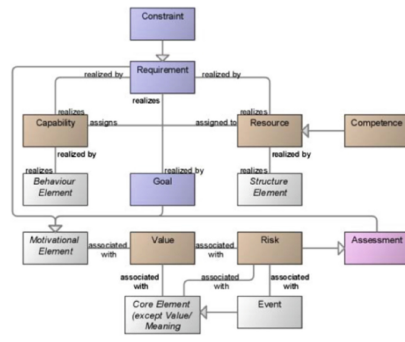 Constraint
Requirement
realized by
realizes
realized by
realizes
realizes
Capability
assigns
assigned to
Resource
Competence
realized by
realized by
realizes
realized by
realizes
Behaviour
Element
Goal
Structure
Element
Motivational
Element
associated
with
Value
associated
with
Risk
Assessment
associated
with
associated
with
associated
with
Core Element
(except Value/
Meaning
Event